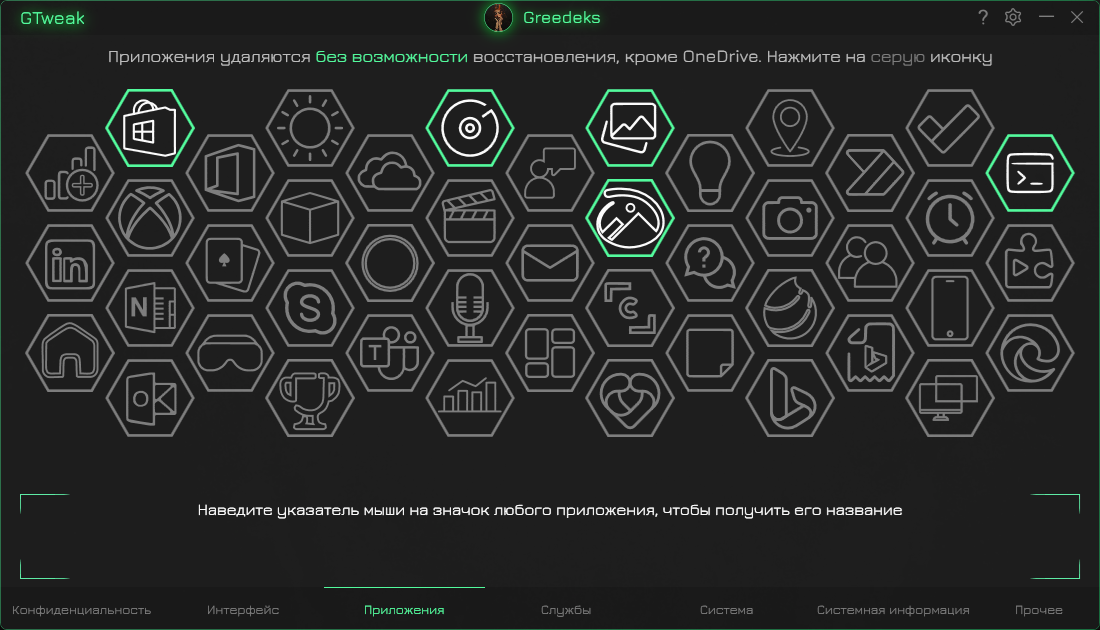 GTweak
Greedeks
?
Приложения удаляются без возможности восстановления, кроме OneDrive. Нажмите на серую иконку
in
N
S
?
T
O
Наведите указатель мыши на значок любого приложения, чтобы получить его название
Конфиденциальность Интерфейс Приложения Службы Система Системная информация Прочее